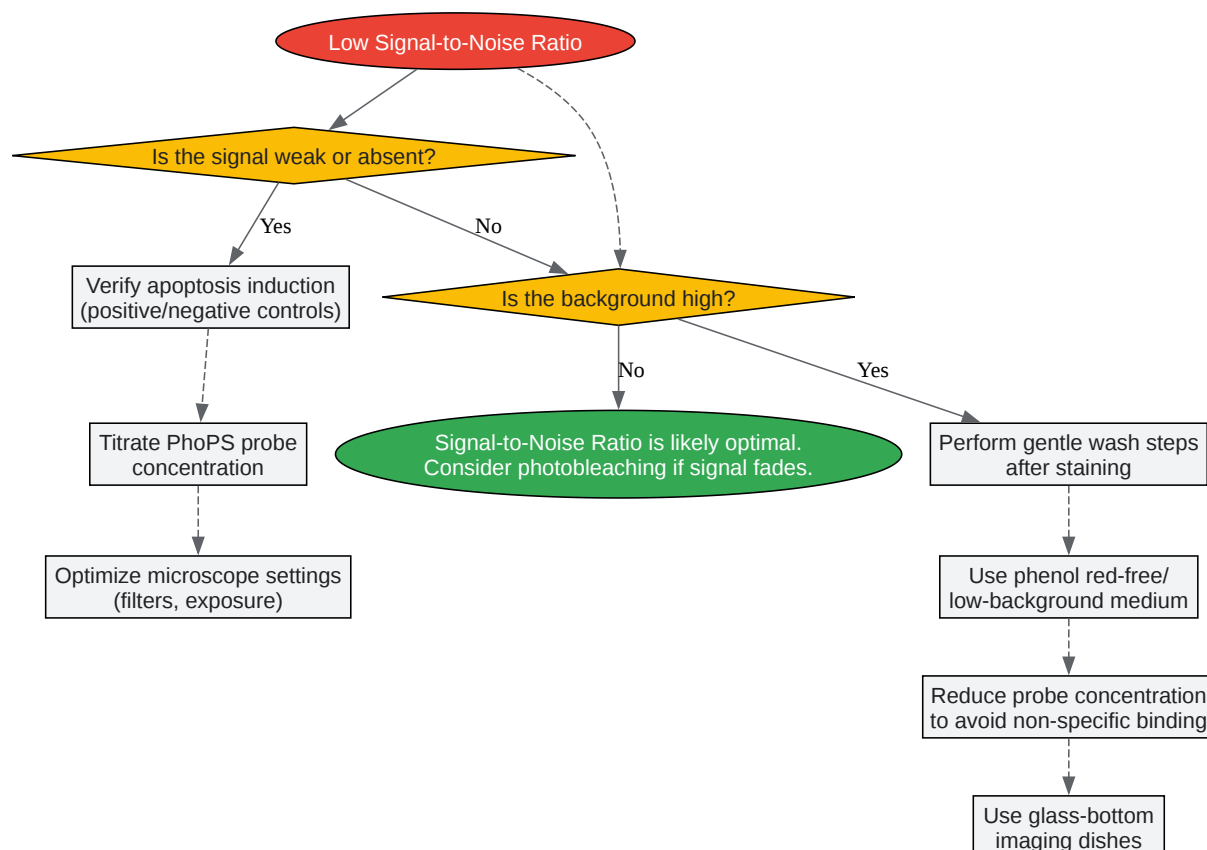 Low Signal-to-Noise Ratio
Is the signal weak or absent?
Yes
No
Verify apoptosis induction
(positive/negative controls)
Is the background high?
No
Yes
Titrate PhoPS probe
concentration
Signal-to-Noise Ratio is likely optimal.
Consider photobleaching if signal fades.
Perform gentle wash steps
after staining
Optimize microscope settings
(filters, exposure)
Use phenol red-free/
low-background medium
Reduce probe concentration
to avoid non-specific binding
Use glass-bottom
imaging dishes